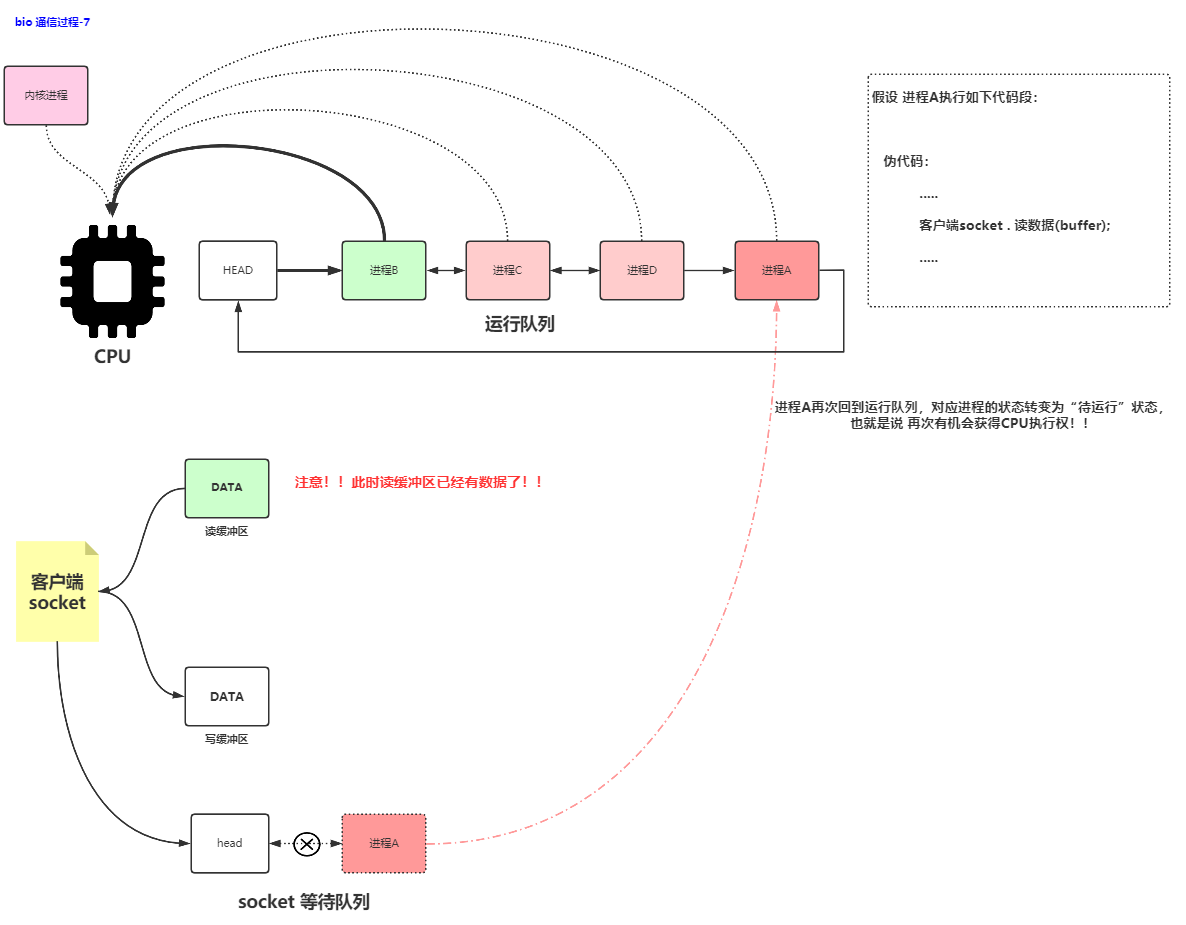 bio 通信过程-7
内核进程
假设 进程A执行如下代码段：
伪代码：
.....
客户端socket . 读数据(buffer);
.....
HEAD
进程B
进程C
进程D
进程A
运行队列
CPU
进程A再次回到运行队列，对应进程的状态转变为“待运行”状态，
也就是说 再次有机会获得CPU执行权！！
DATA
注意！！ 此时读缓冲区已经有数据了！！
读缓冲区
客户端
socket
DATA
写缓冲区
head
进程A
socket 等待队列